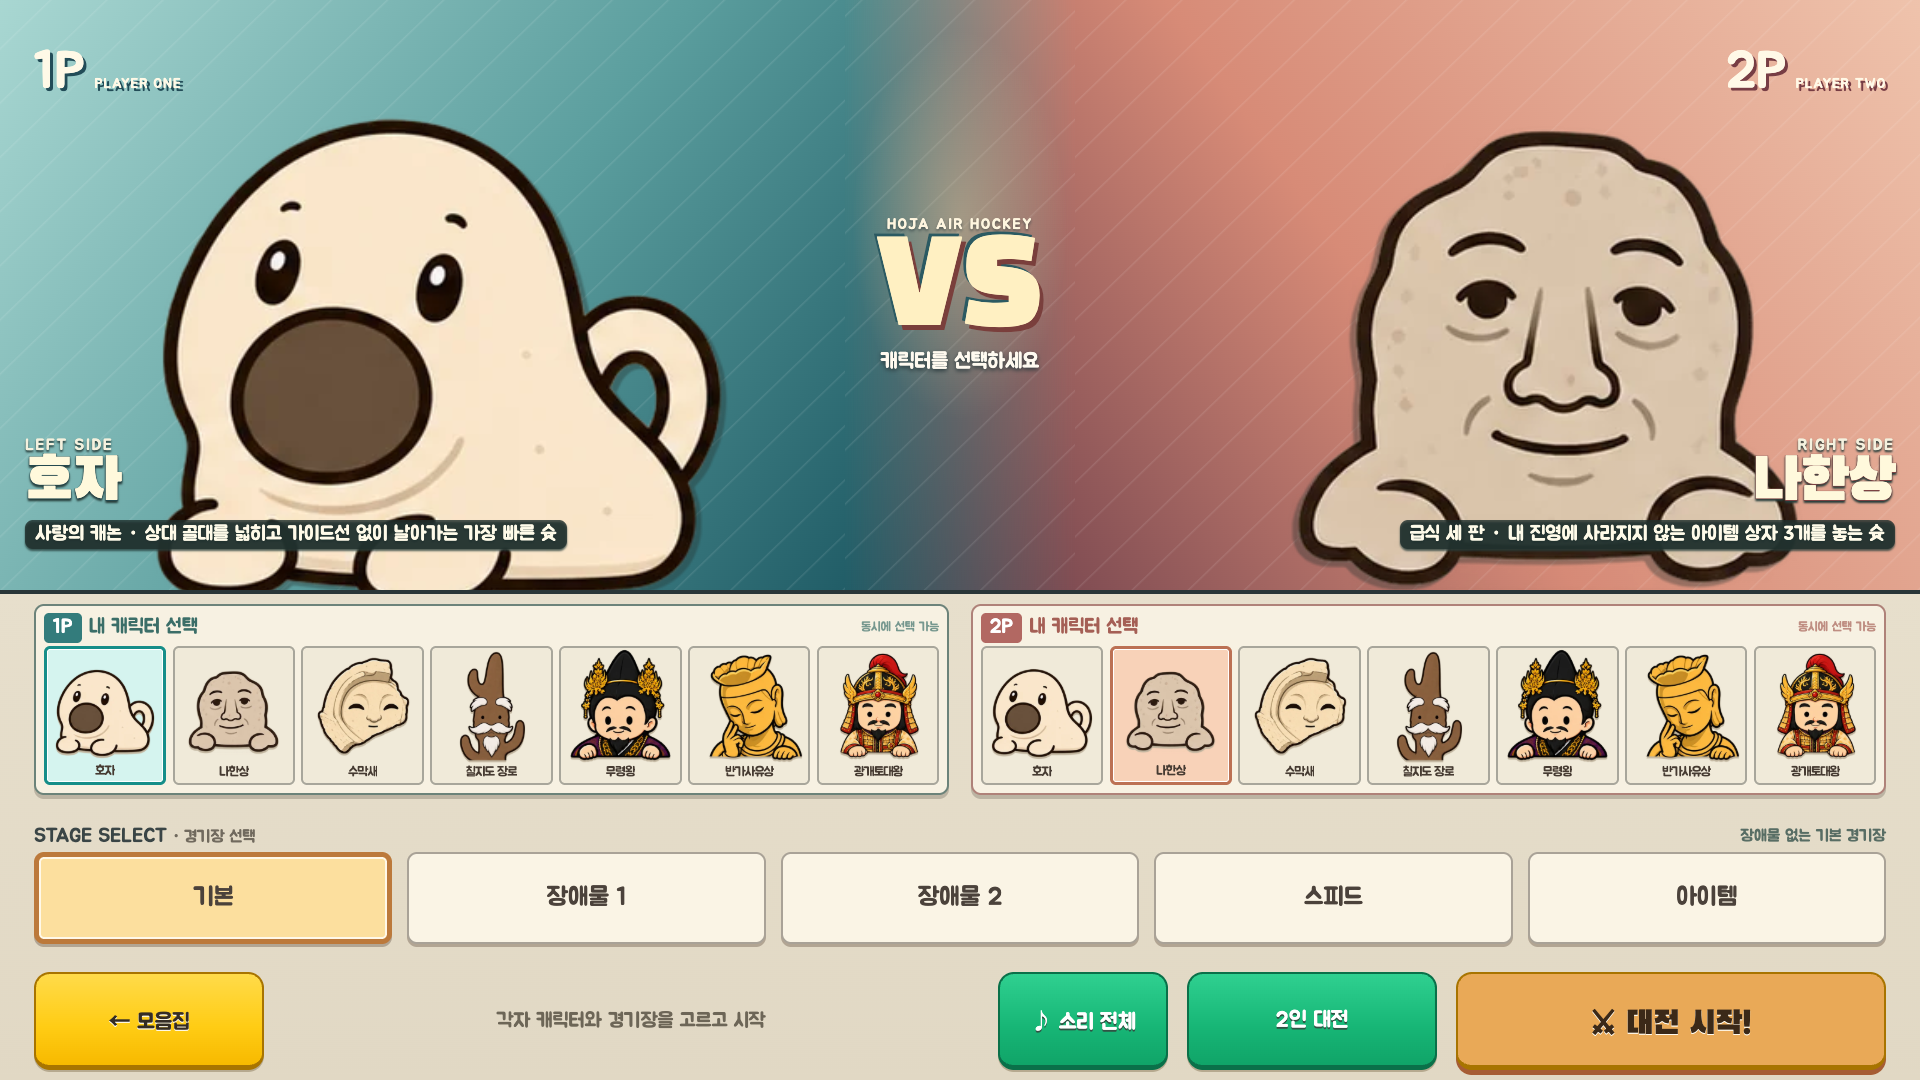 1P PLAYER ONE
2P PLAYER TWO
HOJA AIR HOCKEY
VS
캐릭터를 선택하세요
LEFT SIDE
호자
사랑의 캐논 · 상대 골대를 넓히고 가이드선 없이 날아가는 가장 빠른 슛
RIGHT SIDE
나한상
급식 세 판 · 내 진영에 사라지지 않는 아이템 상자 3개를 놓는 슛
1P 내 캐릭터 선택 동시에 선택 가능
호자 나한상 수막새 칠지도 장로 무령왕 반가사유상 광개토대왕
2P 내 캐릭터 선택 동시에 선택 가능
호자 나한상 수막새 칠지도 장로 무령왕 반가사유상 광개토대왕
STAGE SELECT · 경기장 선택 장애물 없는 기본 경기장
기본 장애물 1 장애물 2 스피드 아이템
← 모음집 각자 캐릭터와 경기장을 고르고 시작 ♪ 소리 전체 2인 대전 ⚔ 대전 시작!